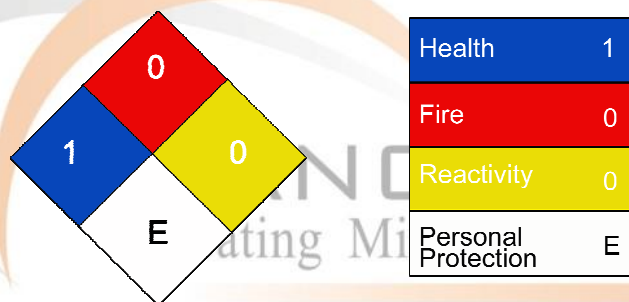 0
1
0
E
Health 1
Fire 0
Reactivity 0
Personal
Protection E